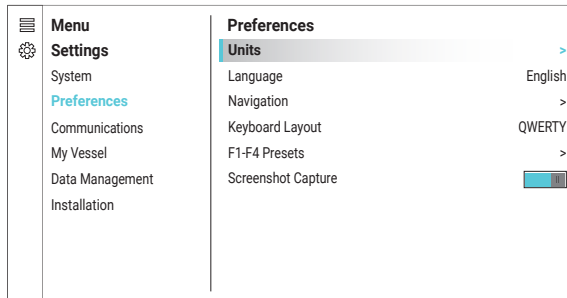 Menu
Settings
System
Preferences
Communications
My Vessel
Data Management
Installation
Preferences
Units >
Language English
Navigation >
Keyboard Layout QWERTY
F1-F4 Presets >
Screenshot Capture